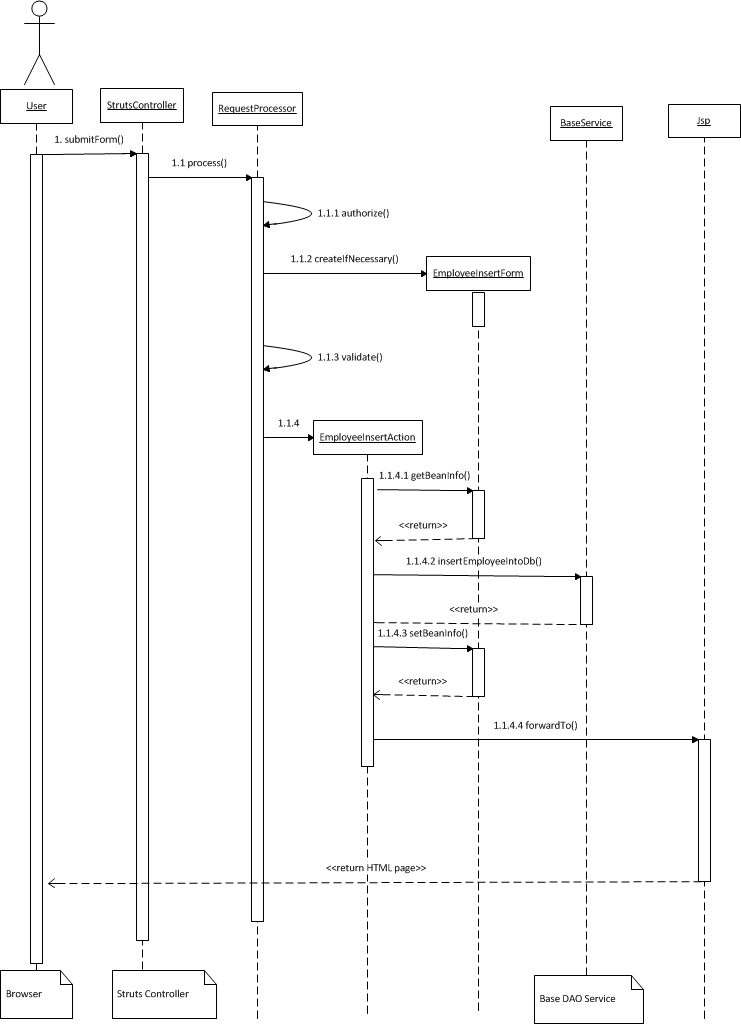 User
StrutsController
RequestProcessor
BaseService
Jsp
1. submitForm()
1.1 process()
1.1.1 authorize()
1.1.2 createIfNecessary()
EmployeeInsertForm
1.1.3 validate()
1.1.4
EmployeeInsertAction
1.1.4.1 getBeanInfo()
<<return>>
1.1.4.2 insertEmployeeIntoDb()
<<return>>
1.1.4.3 setBeanInfo()
<<return>>
1.1.4.4 forwardTo()
<<return HTML page>>
Browser
Struts Controller
Base DAO Service